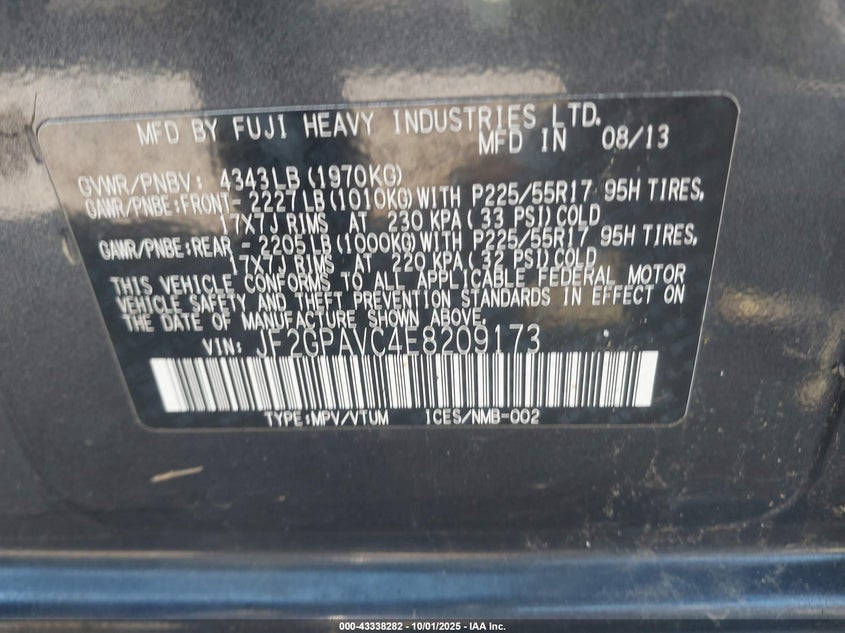 MFD BY FUJI HEAVY INDUSTRIES LTD.
MFD IN 08/13
GVWR/PNBV: 4343LB(1970KG)
GAWR/PNBE:FRONT- 2227LB(1010KG)WITH P225/55R17 95H TIRES,
17X7J RIMS AT 230 KPA(33 PSI)COLD
GAWR/PNBE:REAR - 2205LB(1000KG)WITH P225/55R17 95H TIRES,
17X7J RIMS AT 220 KPA(32 PSI)COLD
THIS VEHICLE CONFORMS TO ALL APPLICABLE FEDERAL MOTOR
VEHICLE SAFETY AND THEFT PREVENTION STANDARDS IN EFFECT ON
THE DATE OF MANUFACTURE SHOWN ABOVE.
VIN: JF2GPAVC4E8209173
TYPE:MPV/VTUM ICES/NMB-002
000-43338282 - 10/01/2025 - IAA Inc.